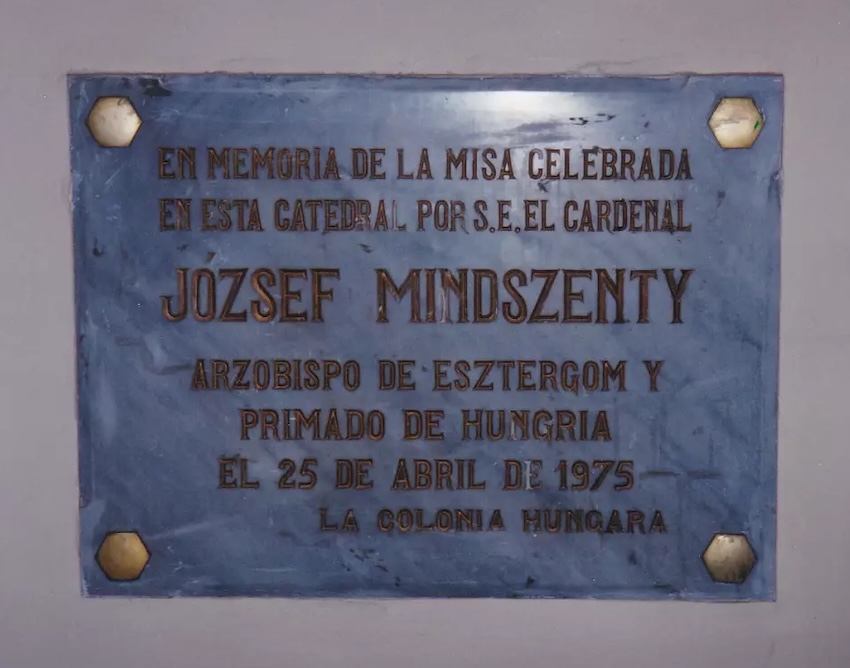 EN MEMORIA DE LA MISA CELEBRADA
EN ESTA CATEDRAL POR S.E. EL CARDENAL
JÓZSEF MINDSZENTY
ARZOBISPO DE ESZTERGOM Y
PRIMADO DE HUNGRIA
EL 25 DE ABRIL DE 1975
LA COLONIA HUNGARA